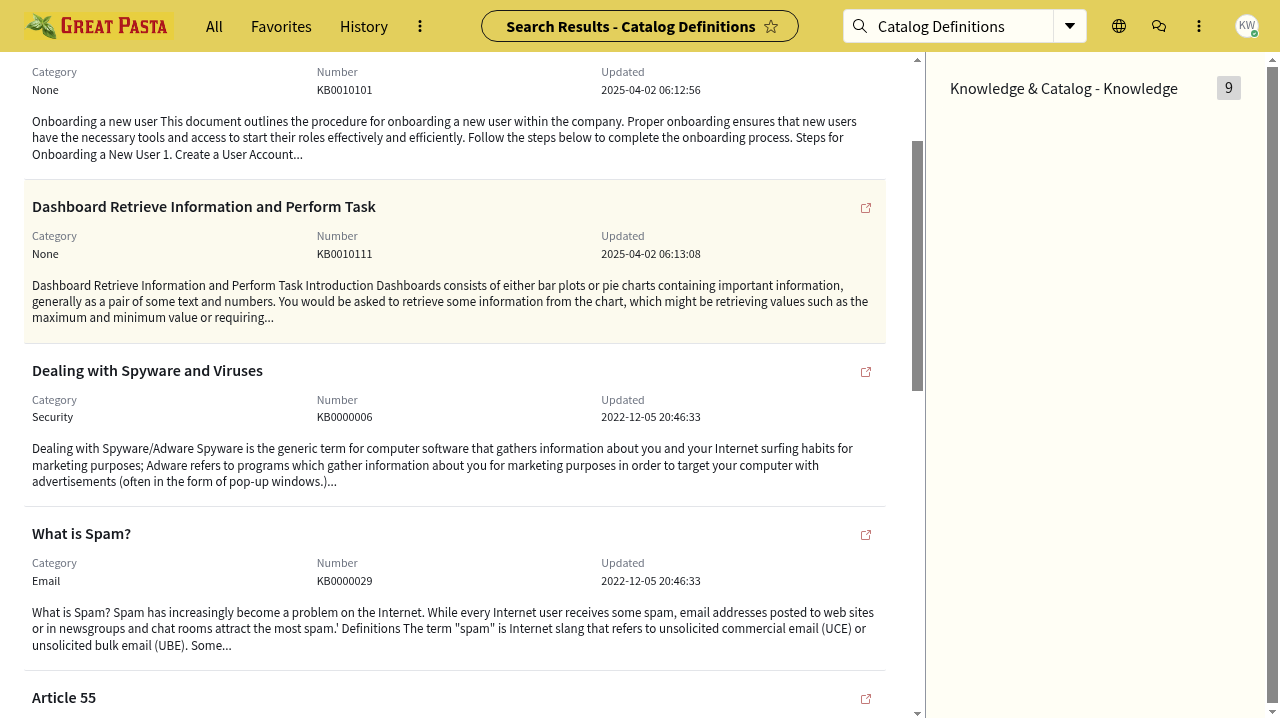 GREAT PASTA
All
Favorites
History
Search Results - Catalog Definitions
Catalog Definitions
KW
Category
Number
Updated
None
KB0010101
2025-04-02 06:12:56
Onboarding a new user This document outlines the procedure for onboarding a new user within the company. Proper onboarding ensures that new users
have the necessary tools and access to start their roles effectively and efficiently. Follow the steps below to complete the onboarding process. Steps for
Onboarding a New User 1. Create a User Account...
Dashboard Retrieve Information and Perform Task
Category
Number
Updated
None
KB0010111
2025-04-02 06:13:08
Dashboard Retrieve Information and Perform Task Introduction Dashboards consists of either bar plots or pie charts containing important information,
generally as a pair of some text and numbers. You would be asked to retrieve some information from the chart, which might be retrieving values such as the
maximum and minimum value or requiring...
Dealing with Spyware and Viruses
Category
Number
Updated
Security
KB0000006
2022-12-05 20:46:33
Dealing with Spyware/Adware Spyware is the generic term for computer software that gathers information about you and your Internet surfing habits for
marketing purposes; Adware refers to programs which gather information about you for marketing purposes in order to target your computer with
advertisements (often in the form of pop-up windows.)...
What is Spam?
Category
Number
Updated
Email
KB0000029
2022-12-05 20:46:33
What is Spam? Spam has increasingly become a problem on the Internet. While every Internet user receives some spam, email addresses posted to web sites
or in newsgroups and chat rooms attract the most spam.' Definitions The term "spam" is Internet slang that refers to unsolicited commercial email (UCE) or
unsolicited bulk email (UBE). Some...
Article 55
Knowledge & Catalog - Knowledge
9